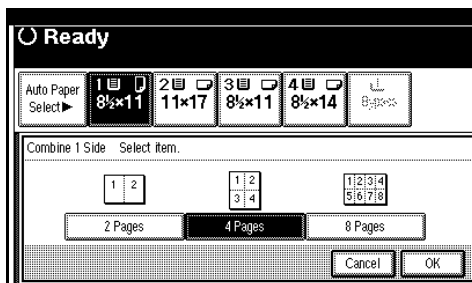 Ready
Auto Paper
Select►
1
8½×11
2
11×17
3
8½×11
4
8½×14
Combine 1 Side Select item.
1 2
1 2
3 4
1 2 3 4
5 6 7 8
2 Pages
4 Pages
8 Pages
Cancel
OK